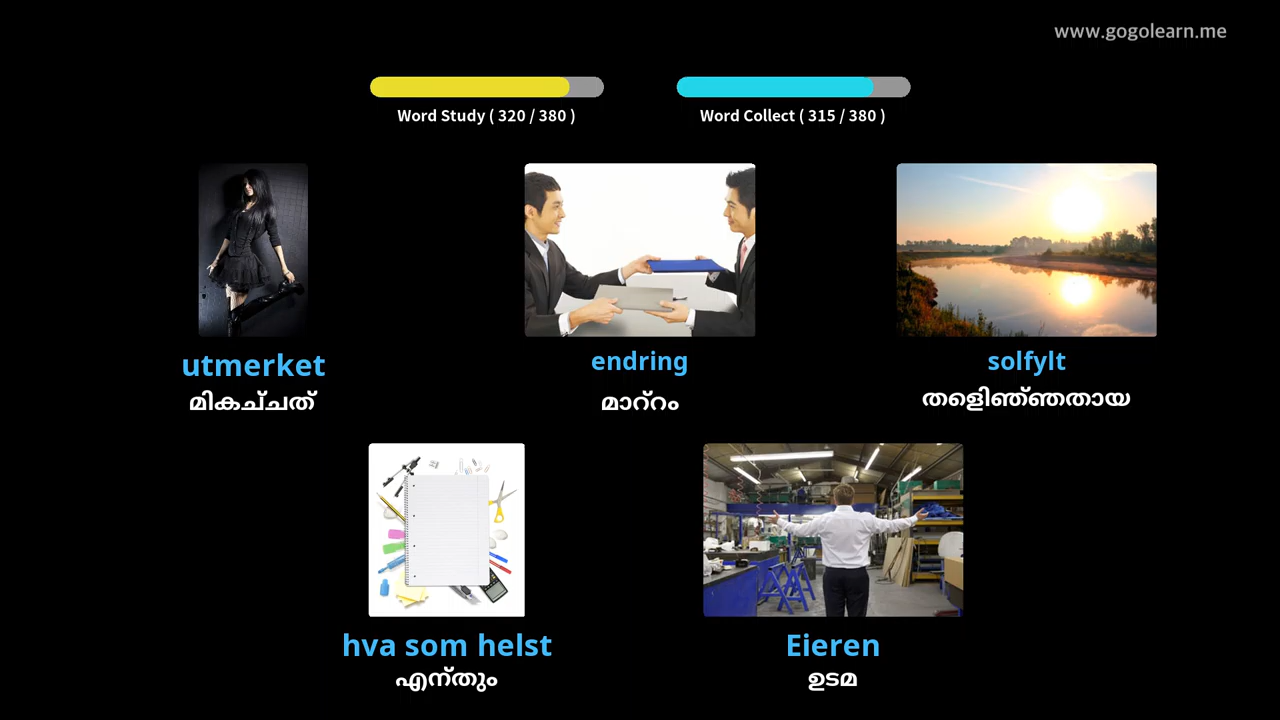 www.gogolearn.me
Word Study ( 320 / 380 )
Word Collect ( 315 / 380 )
utmerket
മികച്ചത്
endring
മാറ്റം
solfylt
തെളിഞ്ഞതായ
hva som helst
എന്തും
Eieren
ഉടമ